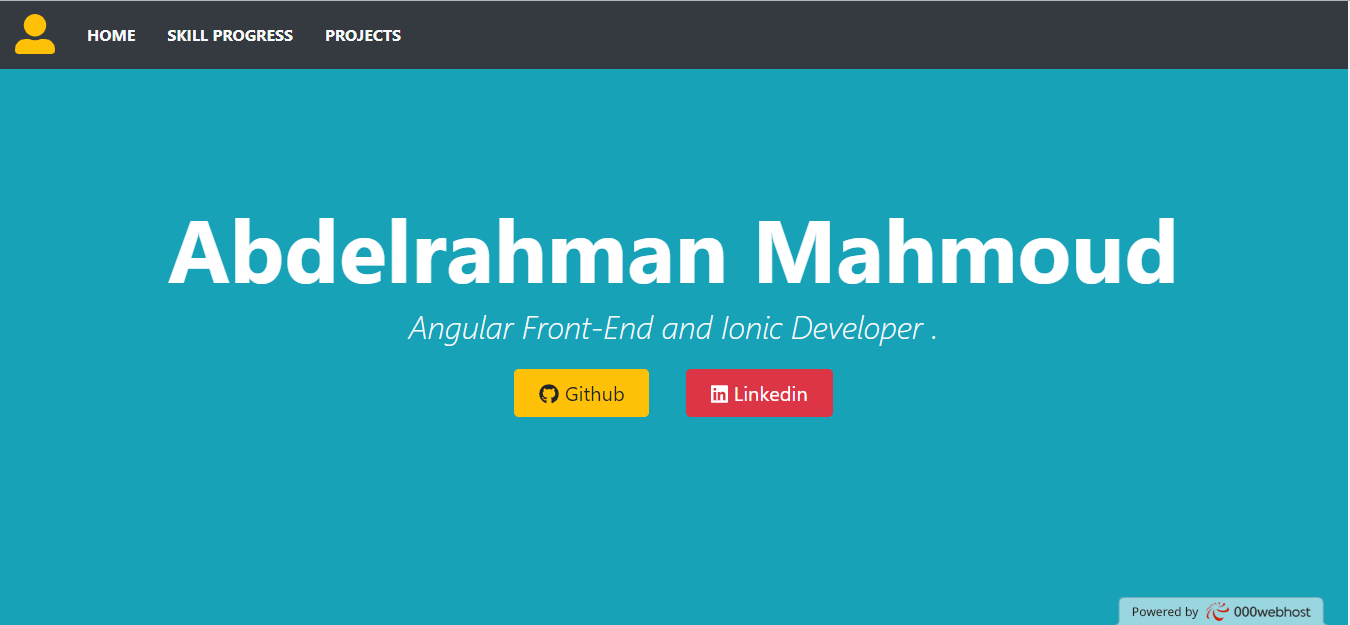 HOME SKILL PROGRESS PROJECTS
Abdelrahman Mahmoud
Angular Front-End and Ionic Developer .
Github Linkedin
Powered by 000webhost